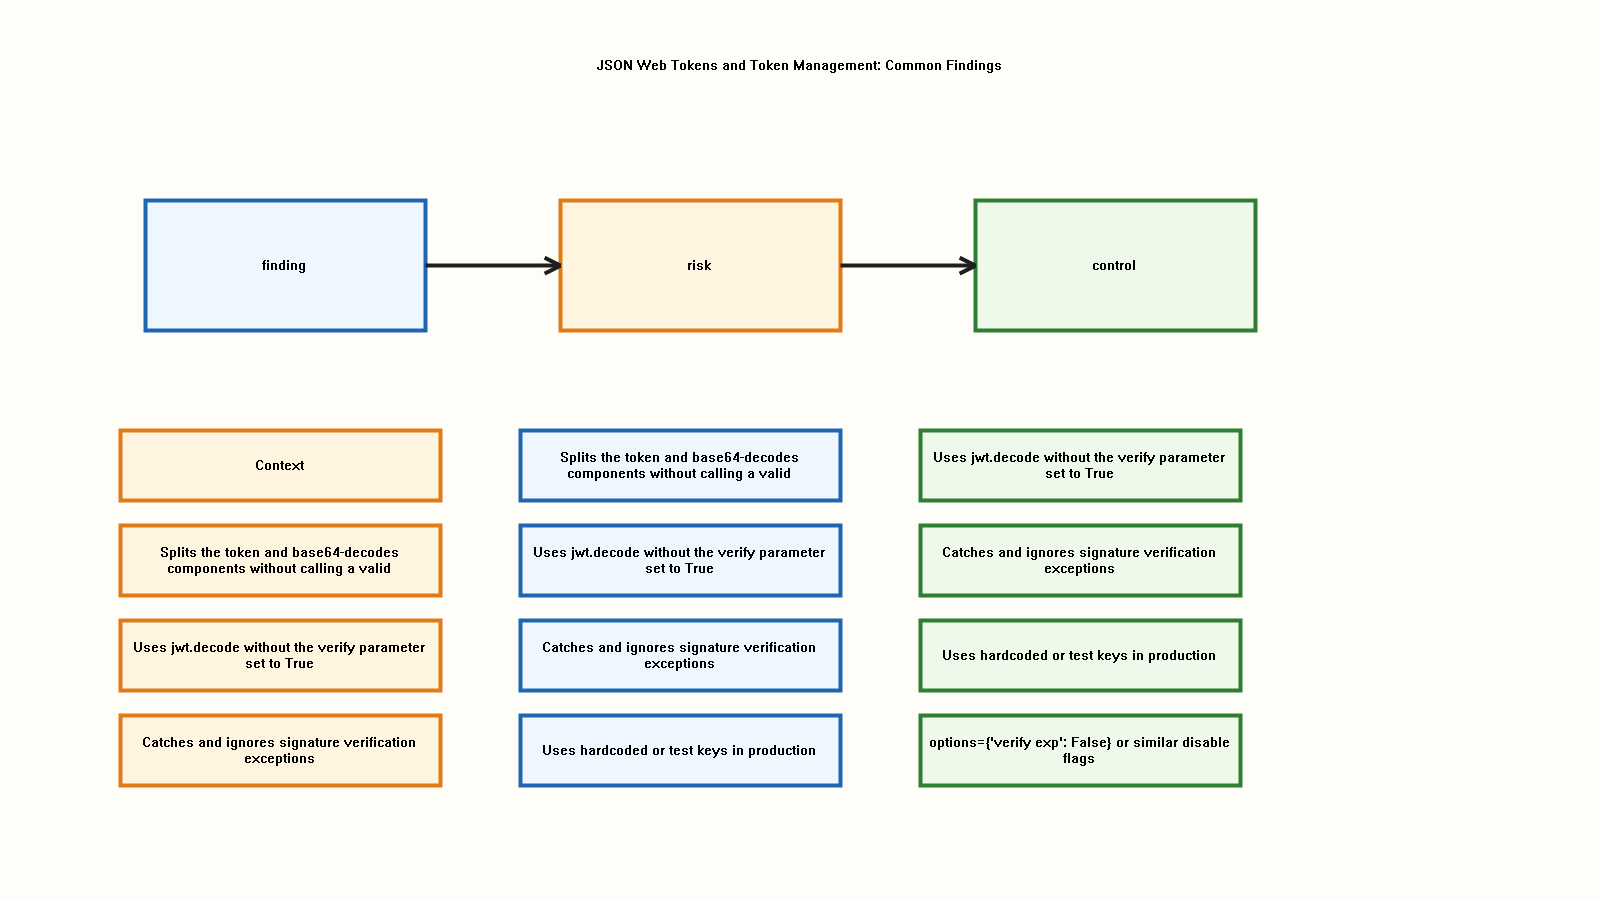 JSON Web Tokens and Token Management: Common Findings
finding
risk
control
Context
Splits the token and base64-decodes
components without calling a valid
Uses jwt.decode without the verify parameter
set to True
Splits the token and base64-decodes
components without calling a valid
Uses jwt.decode without the verify parameter
set to True
Catches and ignores signature verification
exceptions
Uses jwt.decode without the verify parameter
set to True
Catches and ignores signature verification
exceptions
Uses hardcoded or test keys in production
Catches and ignores signature verification
exceptions
Uses hardcoded or test keys in production
options={'verify exp': False} or similar disable
flags